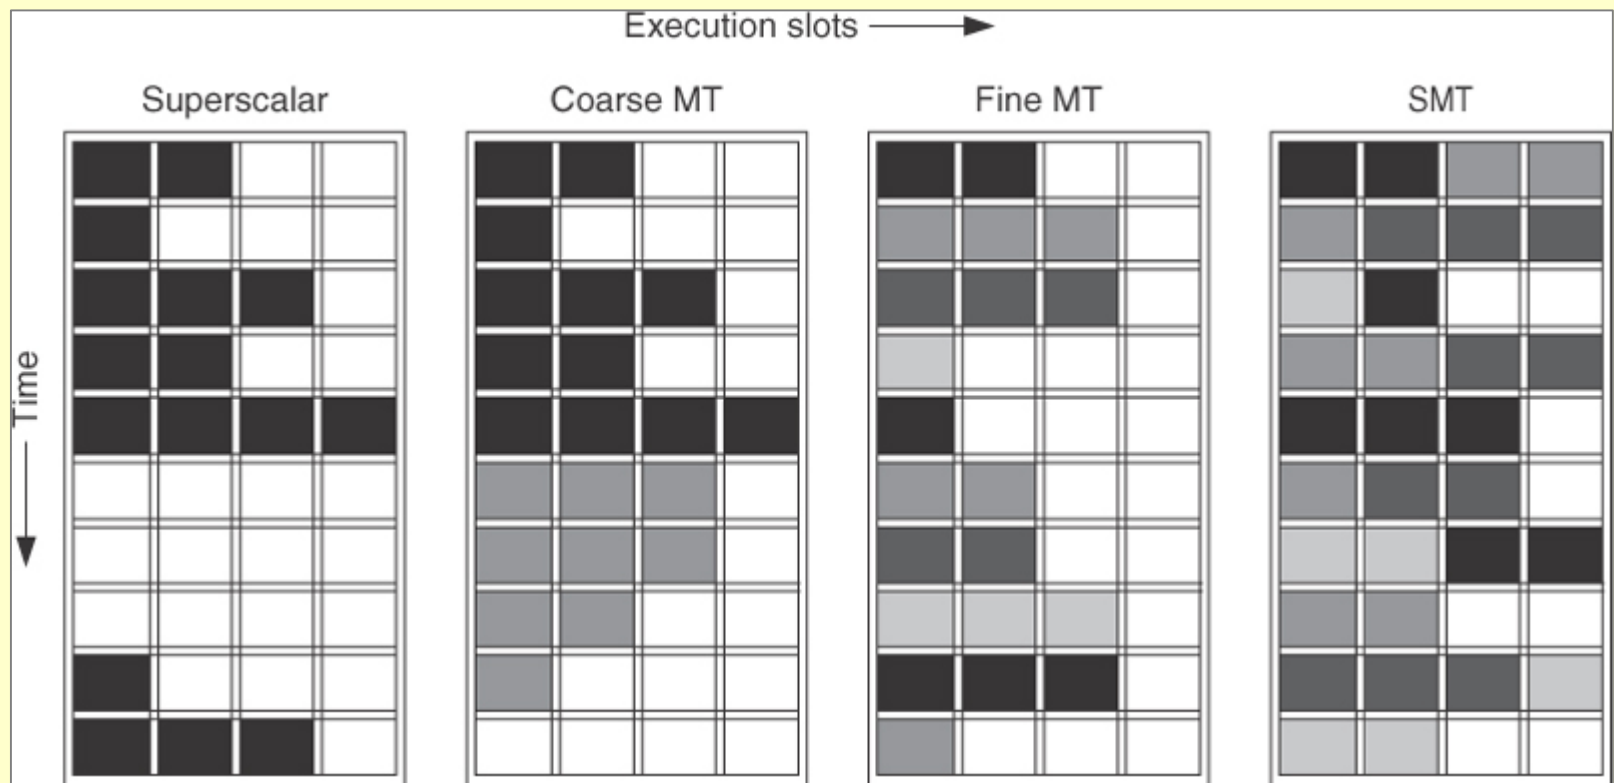 Execution slots
Superscalar
Coarse MT
Fine MT
SMT
Time